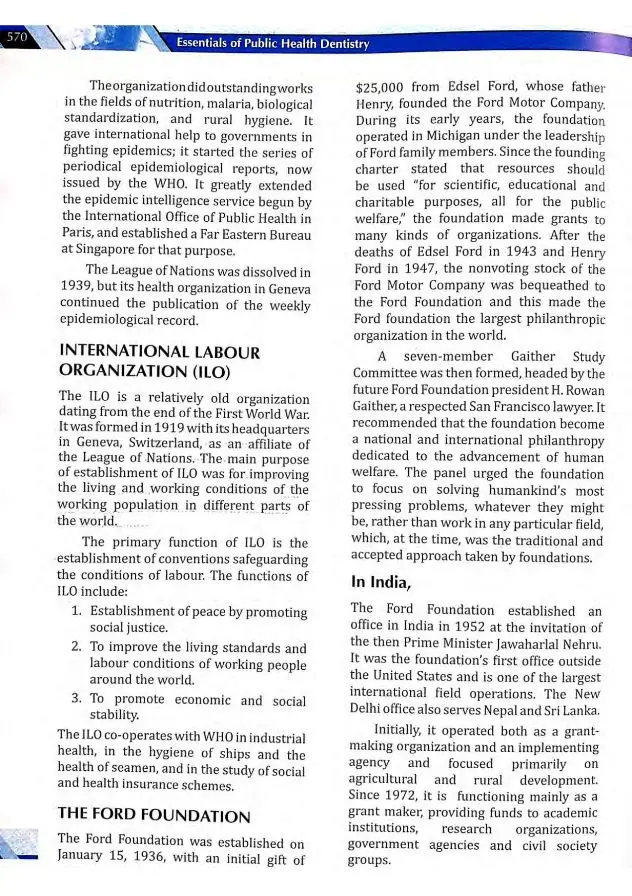 570
Essentials of Public Health Dentistry
Theorganizationdidoutstandingworks
in the fields of nutrition, malaria, biological
standardization, and rural hygiene. It
gave international help to governments in
fighting epidemics; it started the series of
periodical epidemiological reports, now
issued by the WHO. It greatly extended
the epidemic intelligence service begun by
the International Office of Public Health in
Paris, and established a Far Eastern Bureau
at Singapore for that purpose.
The League of Nations was dissolved in
1939, but its health organization in Geneva
continued the publication of the weekly
epidemiological record.
INTERNATIONAL LABOUR
ORGANIZATION (ILO)
The ILO is a relatively old organization
dating from the end of the First World War.
It was formed in 1919 with its headquarters
in Geneva, Switzerland, as an affiliate of
the League of Nations. The main purpose
of establishment of ILO was for improving
the living and working conditions of the
working population in different parts of
the world.
The primary function of ILO is the
establishment of conventions safeguarding
the conditions of labour. The functions of
ILO include:
1. Establishment of peace by promoting
social justice.
2. To improve the living standards and
labour conditions of working people
around the world.
3. To promote economic and social
stability.
The ILO co-operates with WHO in industrial
health, in the hygiene of ships and the
health of seamen, and in the study of social
and health insurance schemes.
THE FORD FOUNDATION
The Ford Foundation was established on
January 15, 1936, with an initial gift of
$25,000 from Edsel Ford, whose father
Henry, founded the Ford Motor Company.
During its early years, the foundation
operated in Michigan under the leadership
of Ford family members. Since the founding
charter stated that resources should
be used "for scientific, educational and
charitable purposes, all for the public
welfare," the foundation made grants to
many kinds of organizations. After the
deaths of Edsel Ford in 1943 and Henry
Ford in 1947, the nonvoting stock of the
Ford Motor Company was bequeathed to
the Ford Foundation and this made the
Ford foundation the largest philanthropic
organization in the world.
A seven-member Gaither Study
Committee was then formed, headed by the
future Ford Foundation president H. Rowan
Gaither, a respected San Francisco lawyer. It
recommended that the foundation become
a national and international philanthropy
dedicated to the advancement of human
welfare. The panel urged the foundation
to focus on solving humankind's most
pressing problems, whatever they might
be, rather than work in any particular field,
which, at the time, was the traditional and
accepted approach taken by foundations.
In India,
The Ford Foundation established an
office in India in 1952 at the invitation of
the then Prime Minister Jawaharlal Nehru.
It was the foundation's first office outside
the United States and is one of the largest
international field operations. The New
Delhi office also serves Nepal and Sri Lanka.
Initially, it operated both as a grant-
making organization and an implementing
agency and focused primarily on
agricultural and rural development.
Since 1972, it is functioning mainly as a
grant maker, providing funds to academic
institutions, research organizations,
government agencies and civil society
groups.